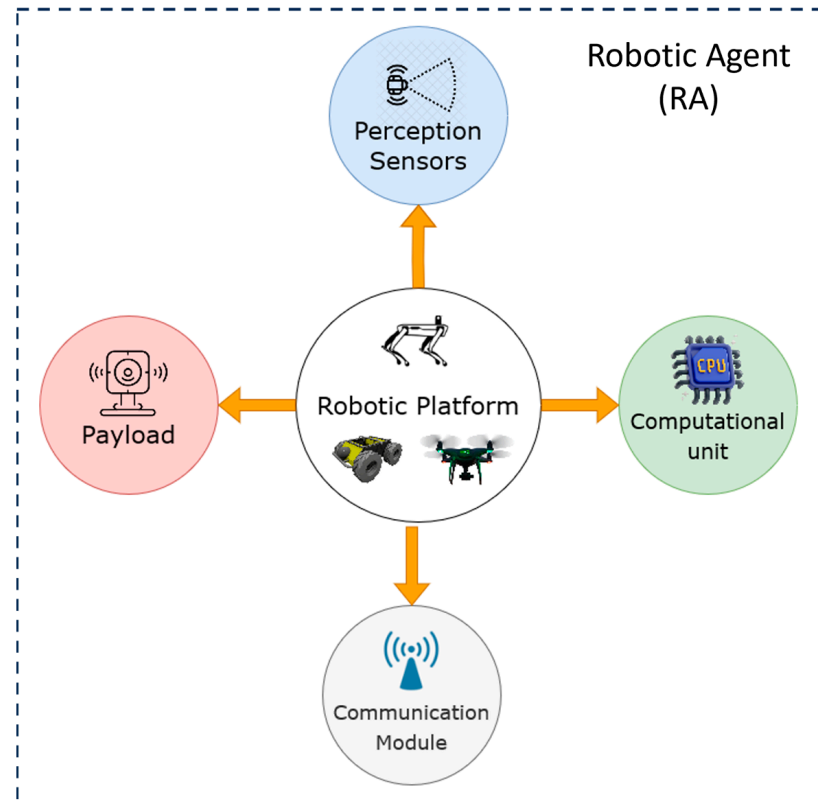 Robotic Agent
(RA)
Perception
Sensors
Robotic Platform
Payload
CPU
Computational
unit
Communication
Module